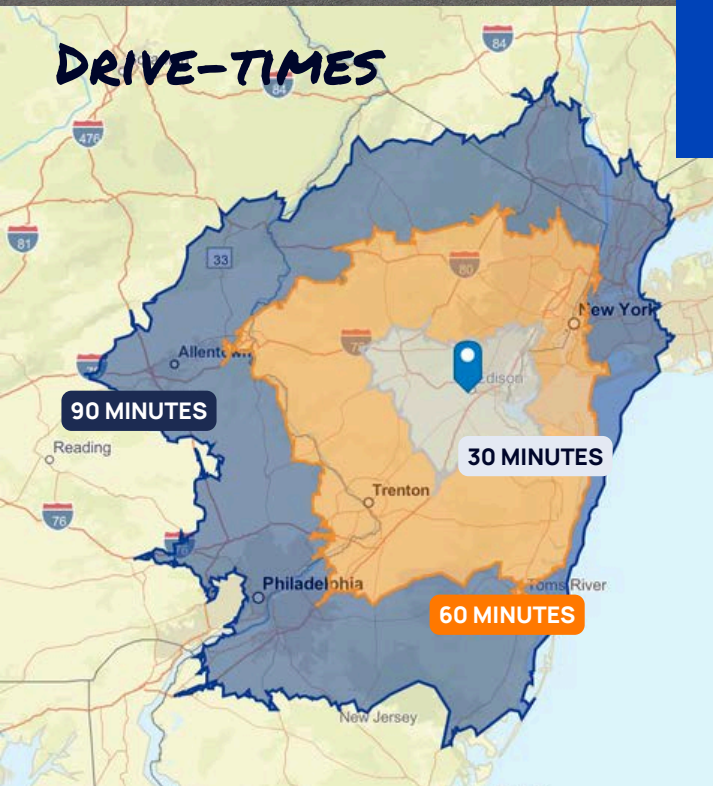 DRIVE-TIMES
84
84
476
81
33
80
New York
Allentown
78
Edison
90 MINUTES
Reading
30 MINUTES
Trenton
76
Philadelphia
Toms River
60 MINUTES
New Jersey